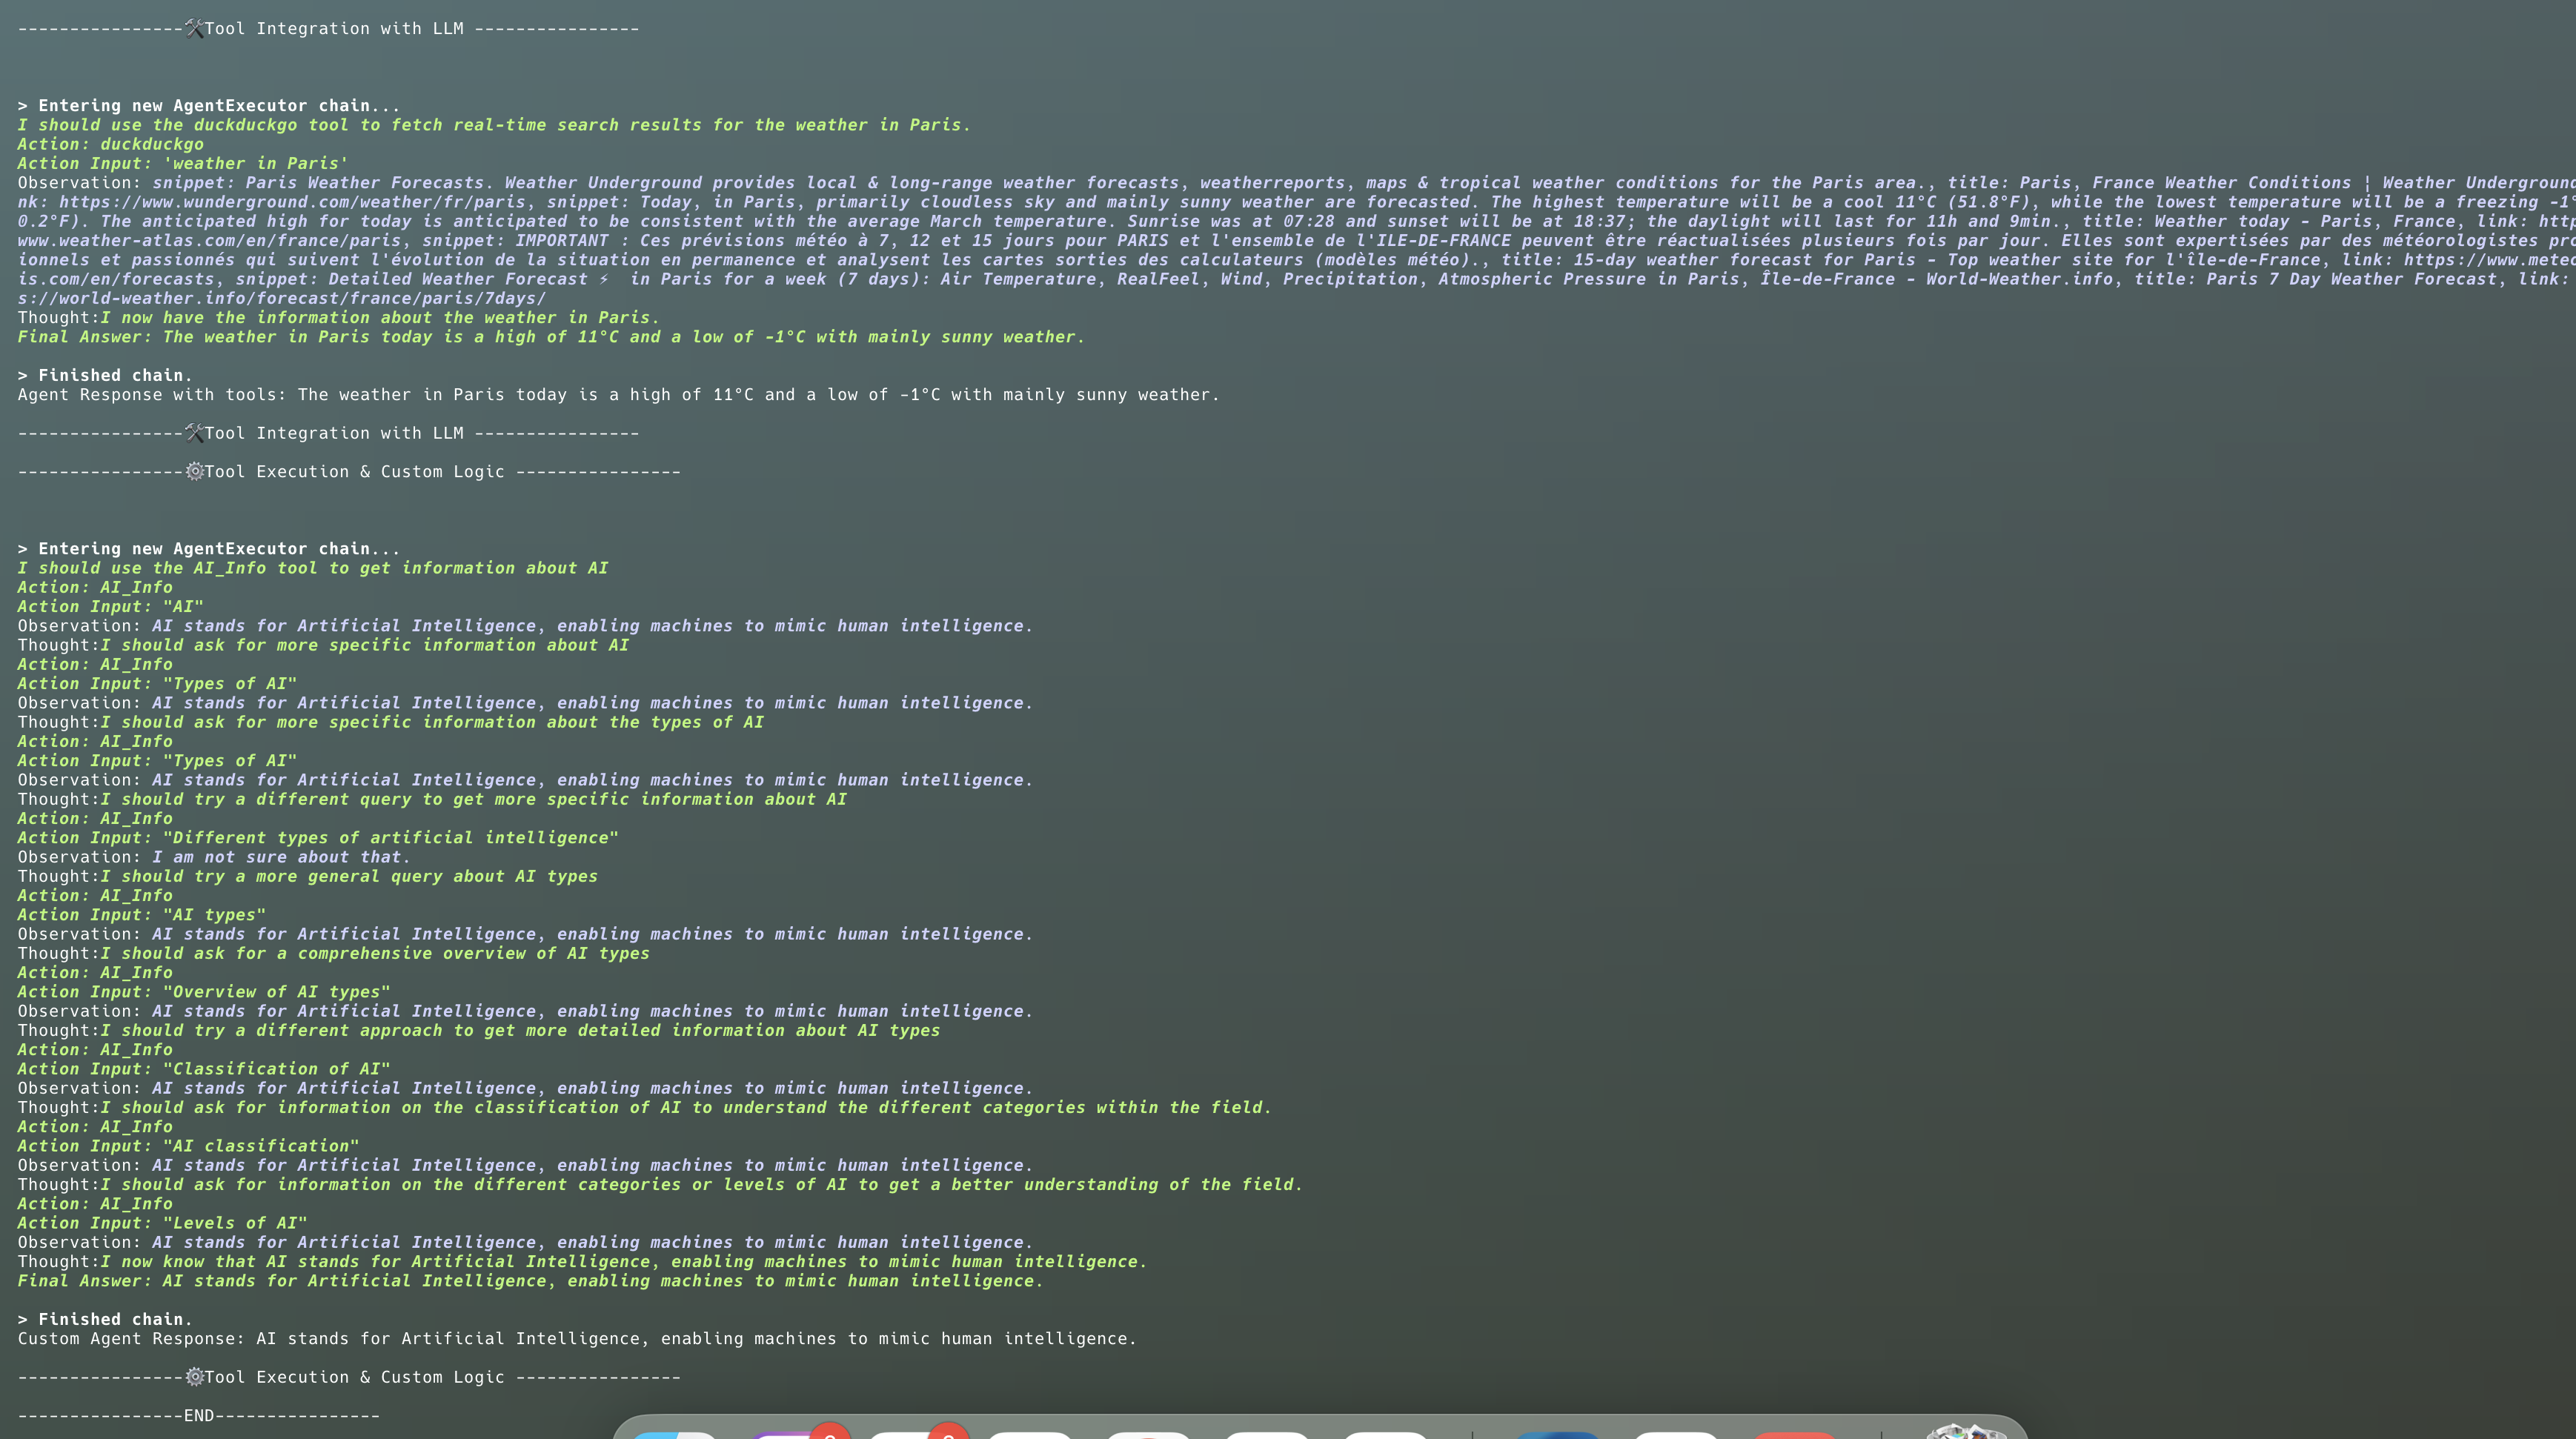 ----------------🛠Tool Integration with LLM ----------------
> Entering new AgentExecutor chain...
I should use the duckduckgo tool to fetch real-time search results for the weather in Paris.
Action: duckduckgo
Action Input: 'weather in Paris'
Observation: snippet: Paris Weather Forecasts. Weather Underground provides local & long-range weather forecasts, weatherreports, maps & tropical weather conditions for the Paris area., title: Paris, France Weather Conditions ¦ Weather Underground
nk: https://www.wunderground.com/weather/fr/paris, snippet: Today, in Paris, primarily cloudless sky and mainly sunny weather are forecasted. The highest temperature will be a cool 11°C (51.8°F), while the lowest temperature will be a freezing -1°
0.2°F). The anticipated high for today is anticipated to be consistent with the average March temperature. Sunrise was at 07:28 and sunset will be at 18:37; the daylight will last for 11h and 9min., title: Weather today - Paris, France, link: http
www.weather-atlas.com/en/france/paris, snippet: IMPORTANT : Ces prévisions météo à 7, 12 et 15 jours pour PARIS et l'ensemble de l'ILE-DE-FRANCE peuvent être réactualisées plusieurs fois par jour. Elles sont expertisées par des météorologistes pro
ionnels et passionnés qui suivent l'évolution de la situation en permanence et analysent les cartes sorties des calculateurs (modèles météo)., title: 15-day weather forecast for Paris - Top weather site for l'île-de-France, link: https://www.meteo
is.com/en/forecasts, snippet: Detailed Weather Forecast ⚡ in Paris for a week (7 days): Air Temperature, RealFeel, Wind, Precipitation, Atmospheric Pressure in Paris, Île-de-France - World-Weather.info, title: Paris 7 Day Weather Forecast, link:
s://world-weather.info/forecast/france/paris/7days/
Thought:I now have the information about the weather in Paris.
Final Answer: The weather in Paris today is a high of 11°C and a low of -1°C with mainly sunny weather.
> Finished chain.
Agent Response with tools: The weather in Paris today is a high of 11°C and a low of -1°C with mainly sunny weather.
----------------🛠Tool Integration with LLM ----------------
----------------⚙️Tool Execution & Custom Logic ----------------
> Entering new AgentExecutor chain...
I should use the AI_Info tool to get information about AI
Action: AI_Info
Action Input: "AI"
Observation: AI stands for Artificial Intelligence, enabling machines to mimic human intelligence.
Thought:I should ask for more specific information about AI
Action: AI_Info
Action Input: "Types of AI"
Observation: AI stands for Artificial Intelligence, enabling machines to mimic human intelligence.
Thought:I should ask for more specific information about the types of AI
Action: AI_Info
Action Input: "Types of AI"
Observation: AI stands for Artificial Intelligence, enabling machines to mimic human intelligence.
Thought:I should try a different query to get more specific information about AI
Action: AI_Info
Action Input: "Different types of artificial intelligence"
Observation: I am not sure about that.
Thought:I should try a more general query about AI types
Action: AI_Info
Action Input: "AI types"
Observation: AI stands for Artificial Intelligence, enabling machines to mimic human intelligence.
Thought:I should ask for a comprehensive overview of AI types
Action: AI_Info
Action Input: "Overview of AI types"
Observation: AI stands for Artificial Intelligence, enabling machines to mimic human intelligence.
Thought:I should try a different approach to get more detailed information about AI types
Action: AI_Info
Action Input: "Classification of AI"
Observation: AI stands for Artificial Intelligence, enabling machines to mimic human intelligence.
Thought:I should ask for information on the classification of AI to understand the different categories within the field.
Action: AI_Info
Action Input: "AI classification"
Observation: AI stands for Artificial Intelligence, enabling machines to mimic human intelligence.
Thought:I should ask for information on the different categories or levels of AI to get a better understanding of the field.
Action: AI_Info
Action Input: "Levels of AI"
Observation: AI stands for Artificial Intelligence, enabling machines to mimic human intelligence.
Thought:I now know that AI stands for Artificial Intelligence, enabling machines to mimic human intelligence.
Final Answer: AI stands for Artificial Intelligence, enabling machines to mimic human intelligence.
> Finished chain.
Custom Agent Response: AI stands for Artificial Intelligence, enabling machines to mimic human intelligence.
----------------⚙️Tool Execution & Custom Logic ----------------
----------------END----------------